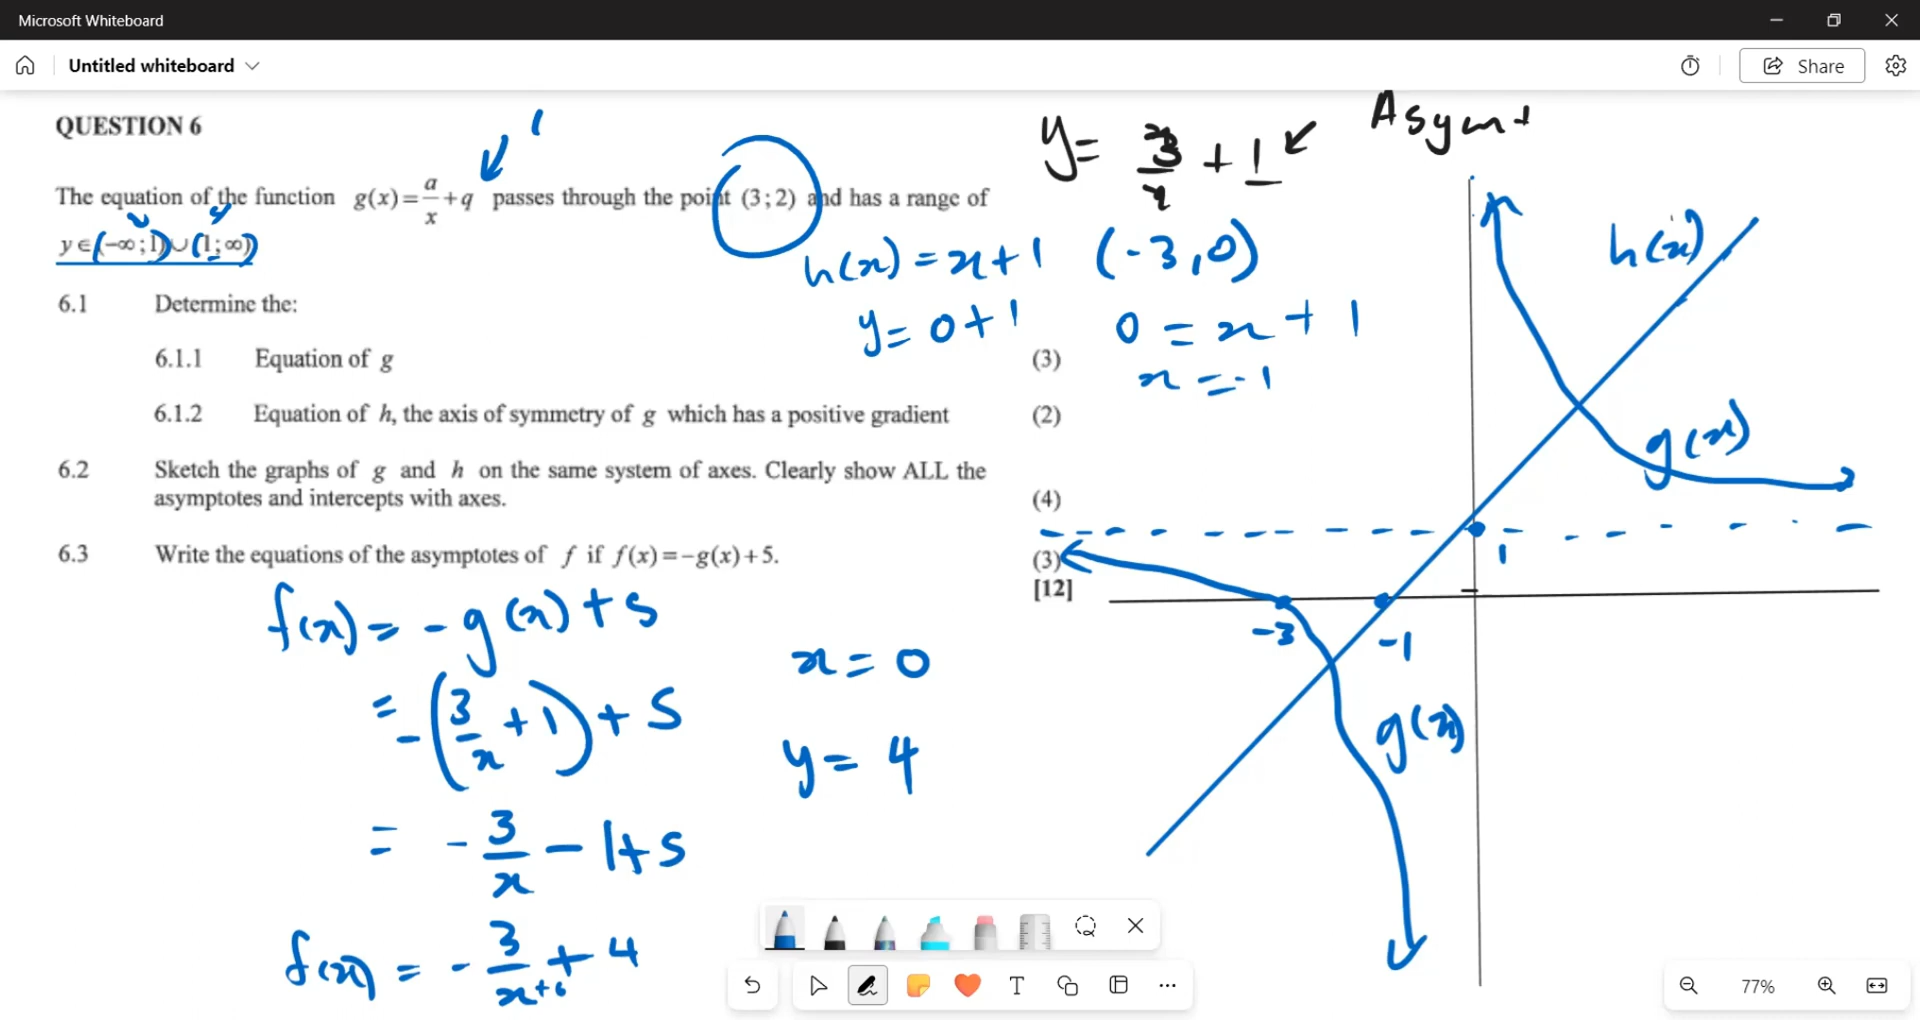 Microsoft Whiteboard
Untitled whiteboard
Share
QUESTION 6
1
The equation of the function g(x)=a/x+q passes through the point (3;2) and has a range of
y∈(-∞;1)∪(1;∞)
y= 3/x + 1
Asymt
h(x) = x+1 (-3,0)
y= 0+1
0 = x + 1
x = -1
6.1 Determine the:
6.1.1 Equation of g (3)
6.1.2 Equation of h, the axis of symmetry of g which has a positive gradient (2)
6.2 Sketch the graphs of g and h on the same system of axes. Clearly show ALL the
asymptotes and intercepts with axes. (4)
6.3 Write the equations of the asymptotes of f if f(x)=-g(x)+5. (3)
[12]
f(x) = -g(x)+5
= -(3/x +1)+5
= -3/x - 1+5
f(x) = -3/x+0 + 4
x = 0
y = 4
h(x)
g(x)
1
-3
-1
g(x)
77%